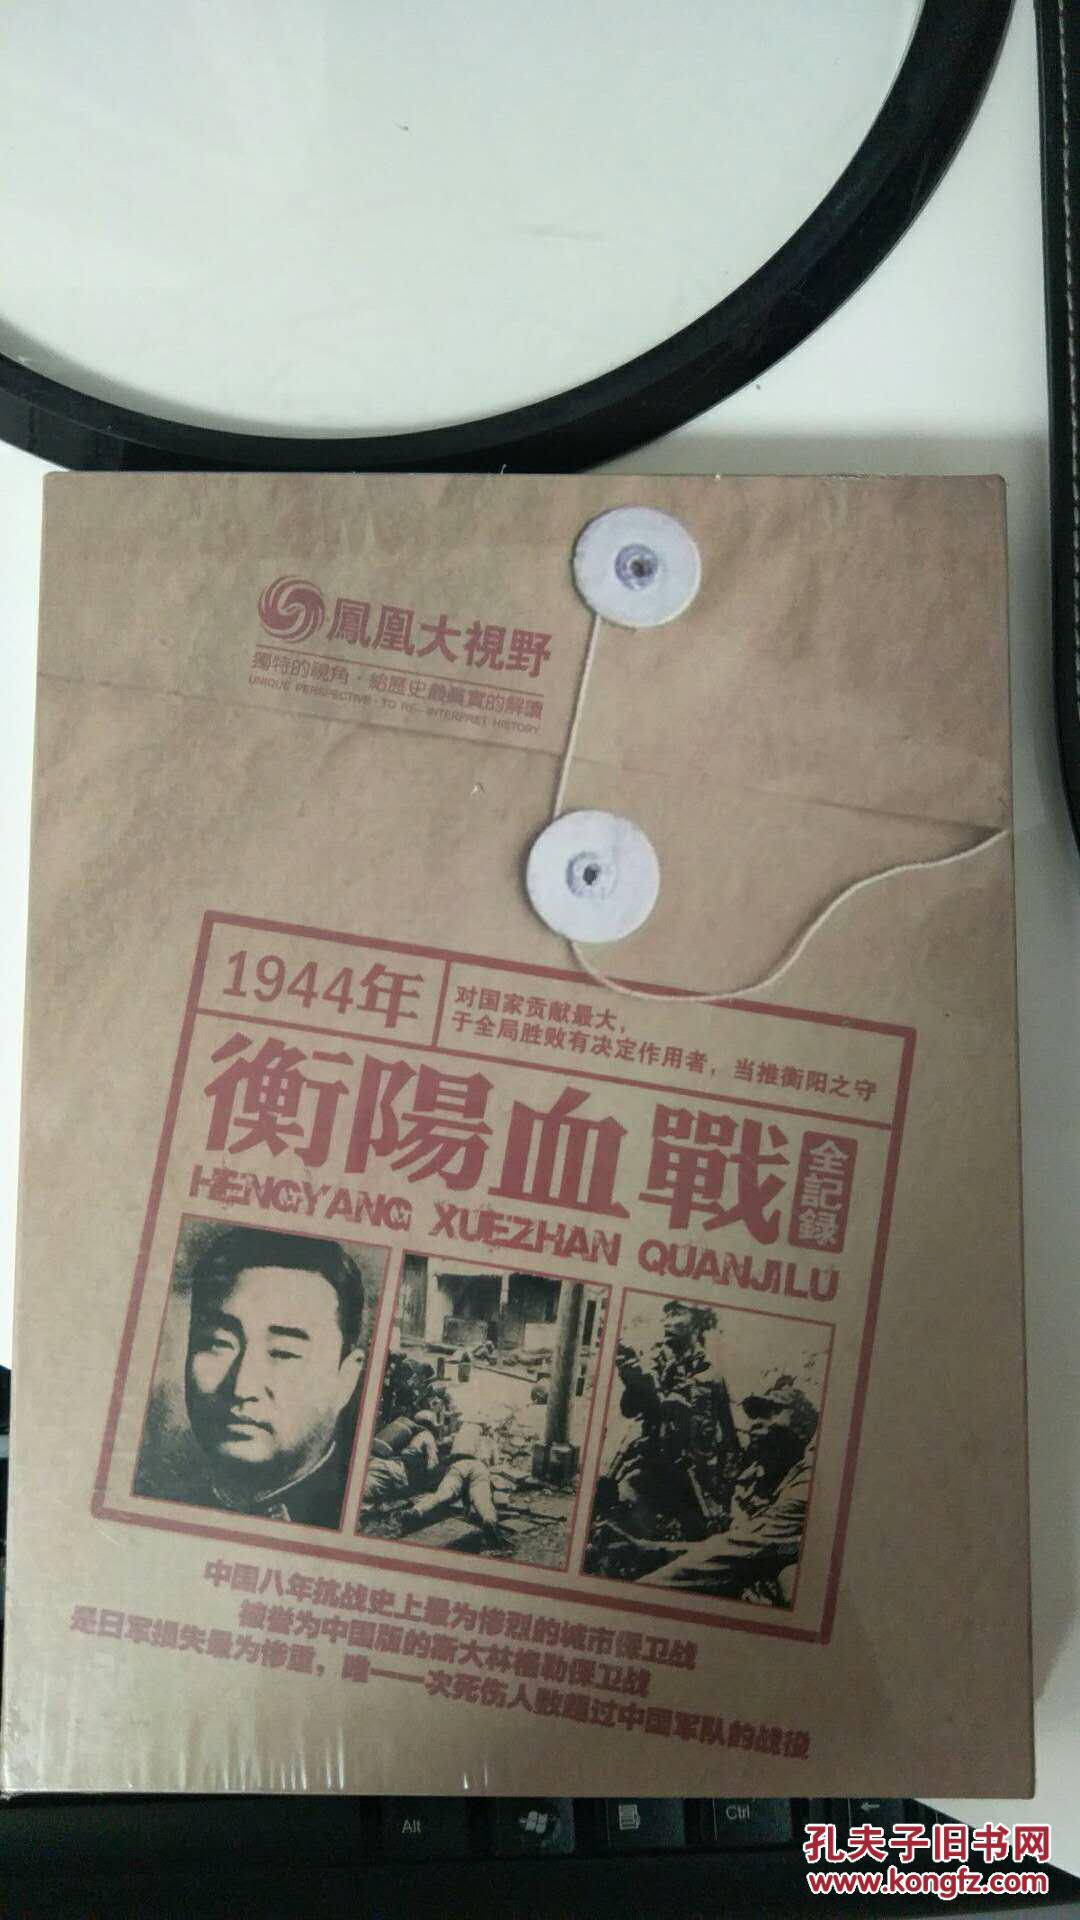 鳳凰大視野
獨特的視角·給歷史最真實的解讀
UNIQUE PERSPECTIVE·TO RE-INTERPRET HISTORY
1944年
对国家贡献最大，
于全局胜败有决定作用者，当推衡阳之守
衡陽血戰
全記錄
HENGYANG XUEZHAN QUANJILU
中国八年抗战史上最为惨烈的城市保卫战
被誉为中国版的斯大林格勒保卫战
是日军损失最为惨重，唯一一次死伤人数超过中国军队的战役
Alt
Ctrl
孔夫子旧书网
www.kongfz.com